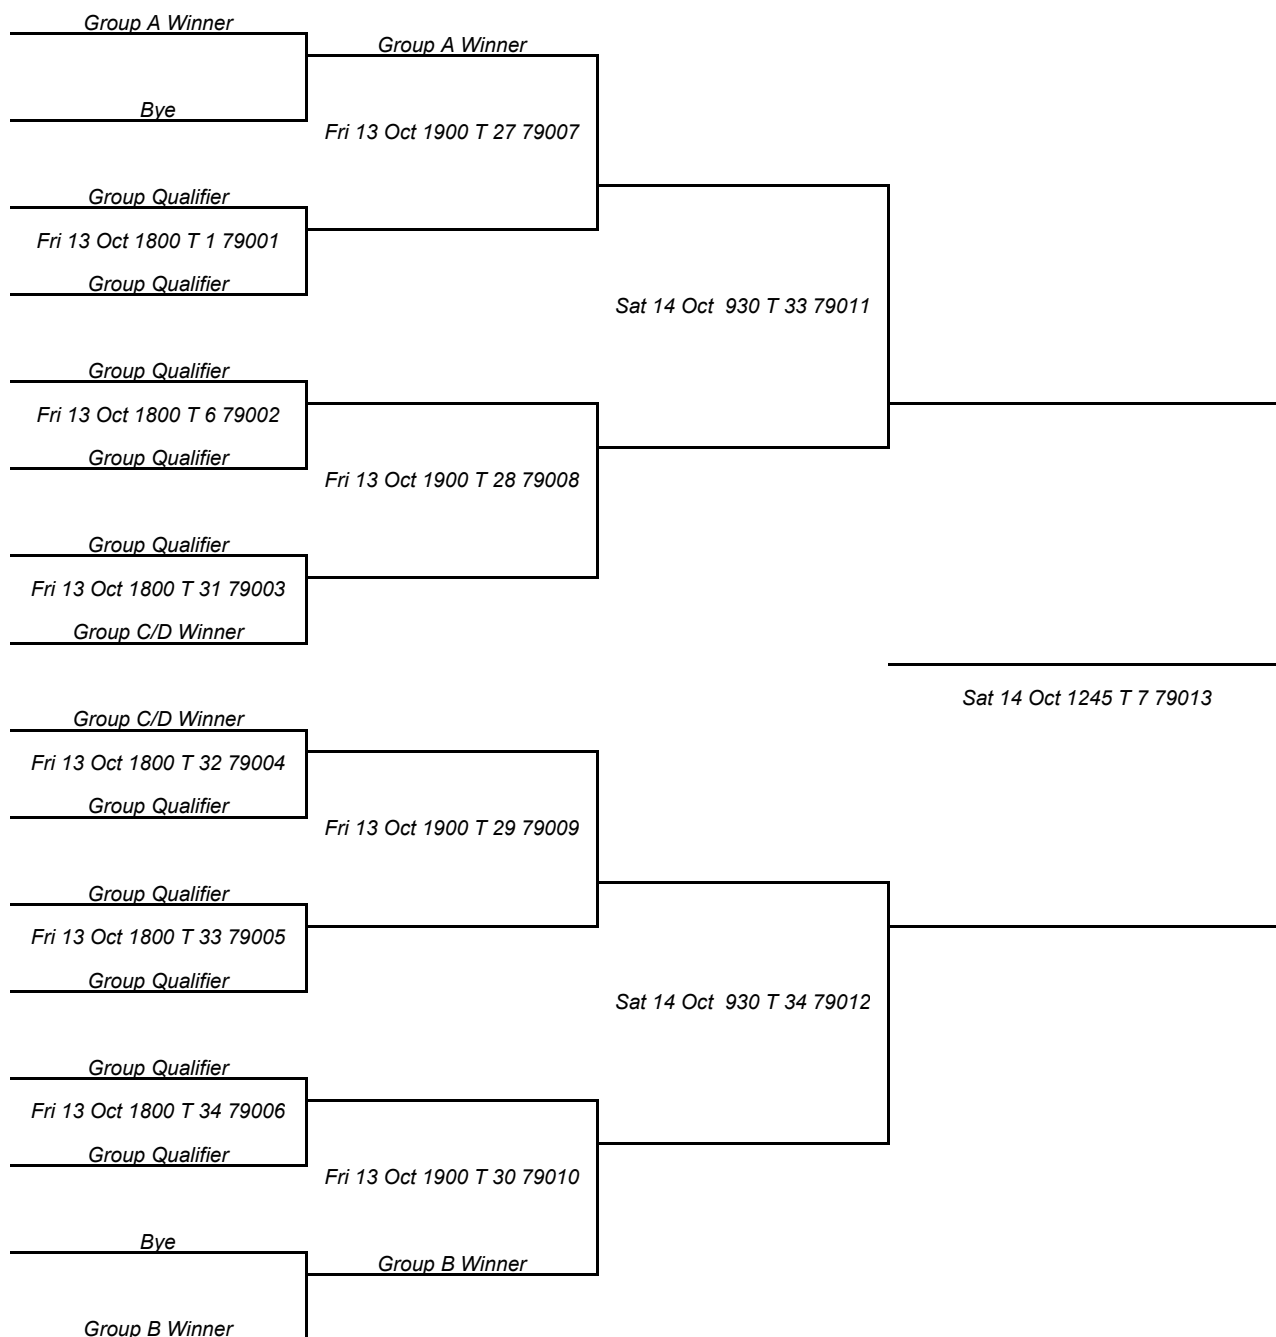 Group A Winner
Group A Winner
Bye
Fri 13 Oct 1900 T 27 79007
Group Qualifier
Fri 13 Oct 1800 T 1 79001
Group Qualifier
Sat 14 Oct  930 T 33 79011
Group Qualifier
Fri 13 Oct 1800 T 6 79002
Group Qualifier
Fri 13 Oct 1900 T 28 79008
Group Qualifier
Fri 13 Oct 1800 T 31 79003
Group C/D Winner
Sat 14 Oct 1245 T 7 79013
Group C/D Winner
Fri 13 Oct 1800 T 32 79004
Group Qualifier
Fri 13 Oct 1900 T 29 79009
Group Qualifier
Fri 13 Oct 1800 T 33 79005
Group Qualifier
Sat 14 Oct  930 T 34 79012
Group Qualifier
Fri 13 Oct 1800 T 34 79006
Group Qualifier
Fri 13 Oct 1900 T 30 79010
Bye
Group B Winner
Group B Winner